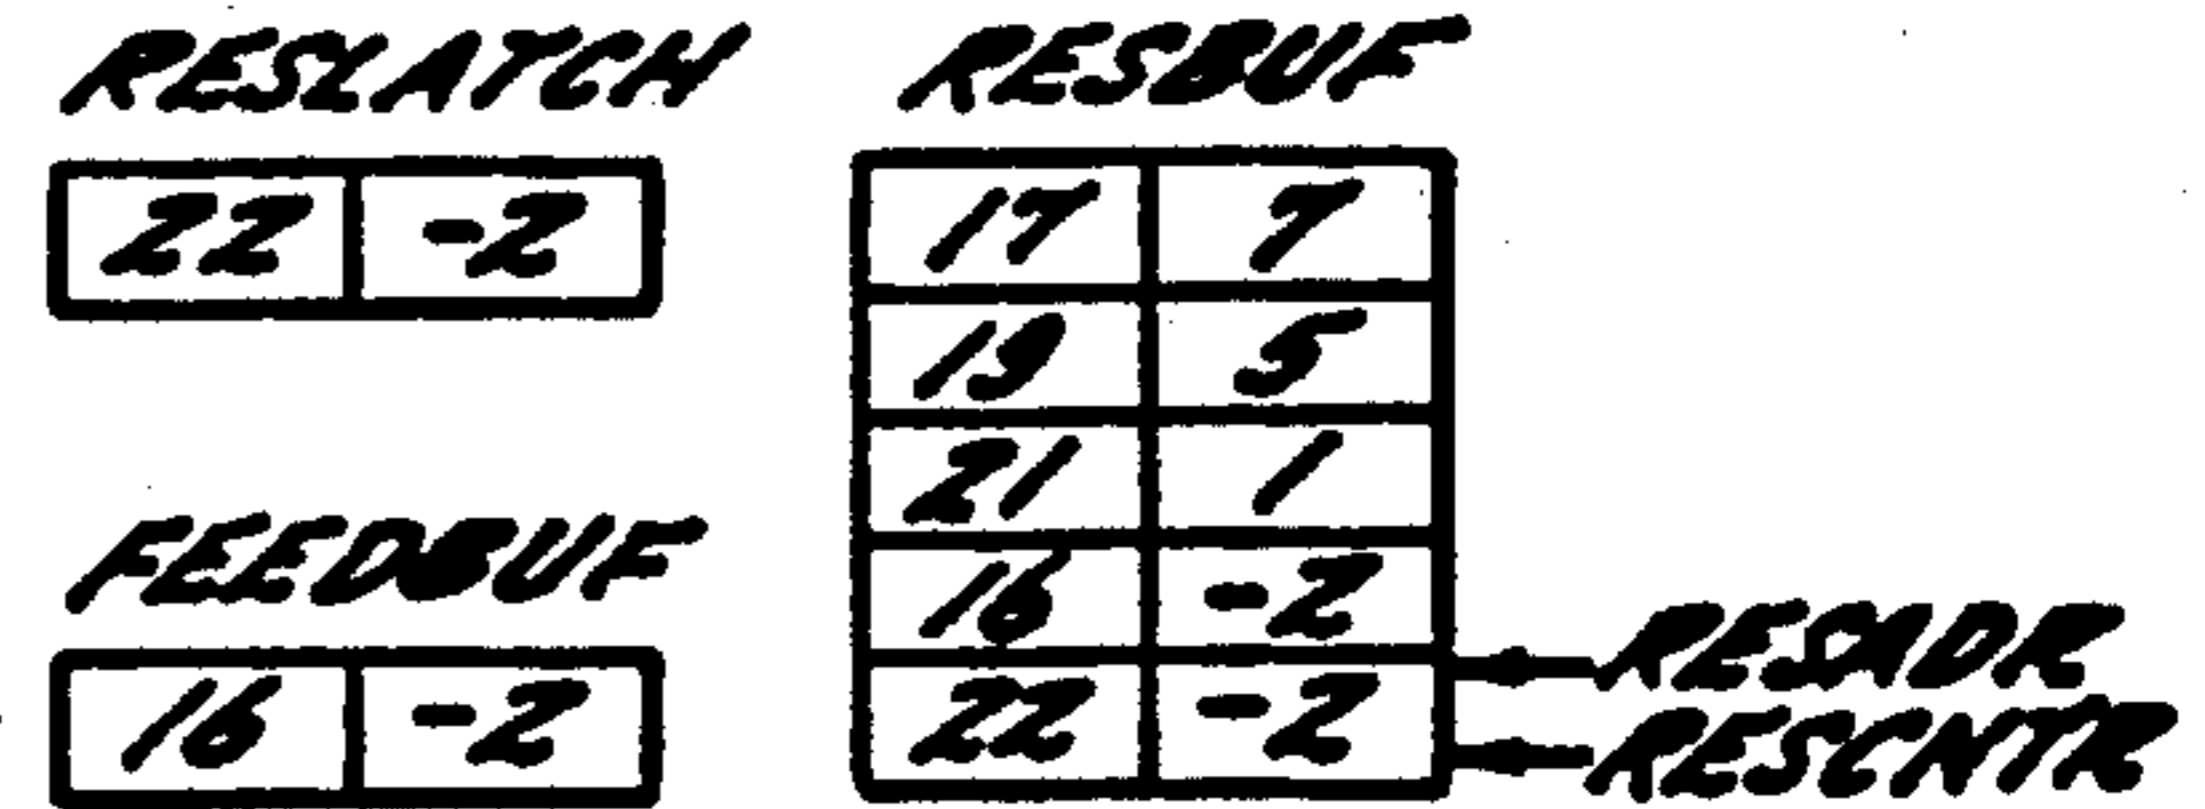 RESLATCH RESBUF
22 -2 17 7
19 5
21 1
FEEDBUF 16 -2 RESADR
16 -2 22 -2 RESCNTR